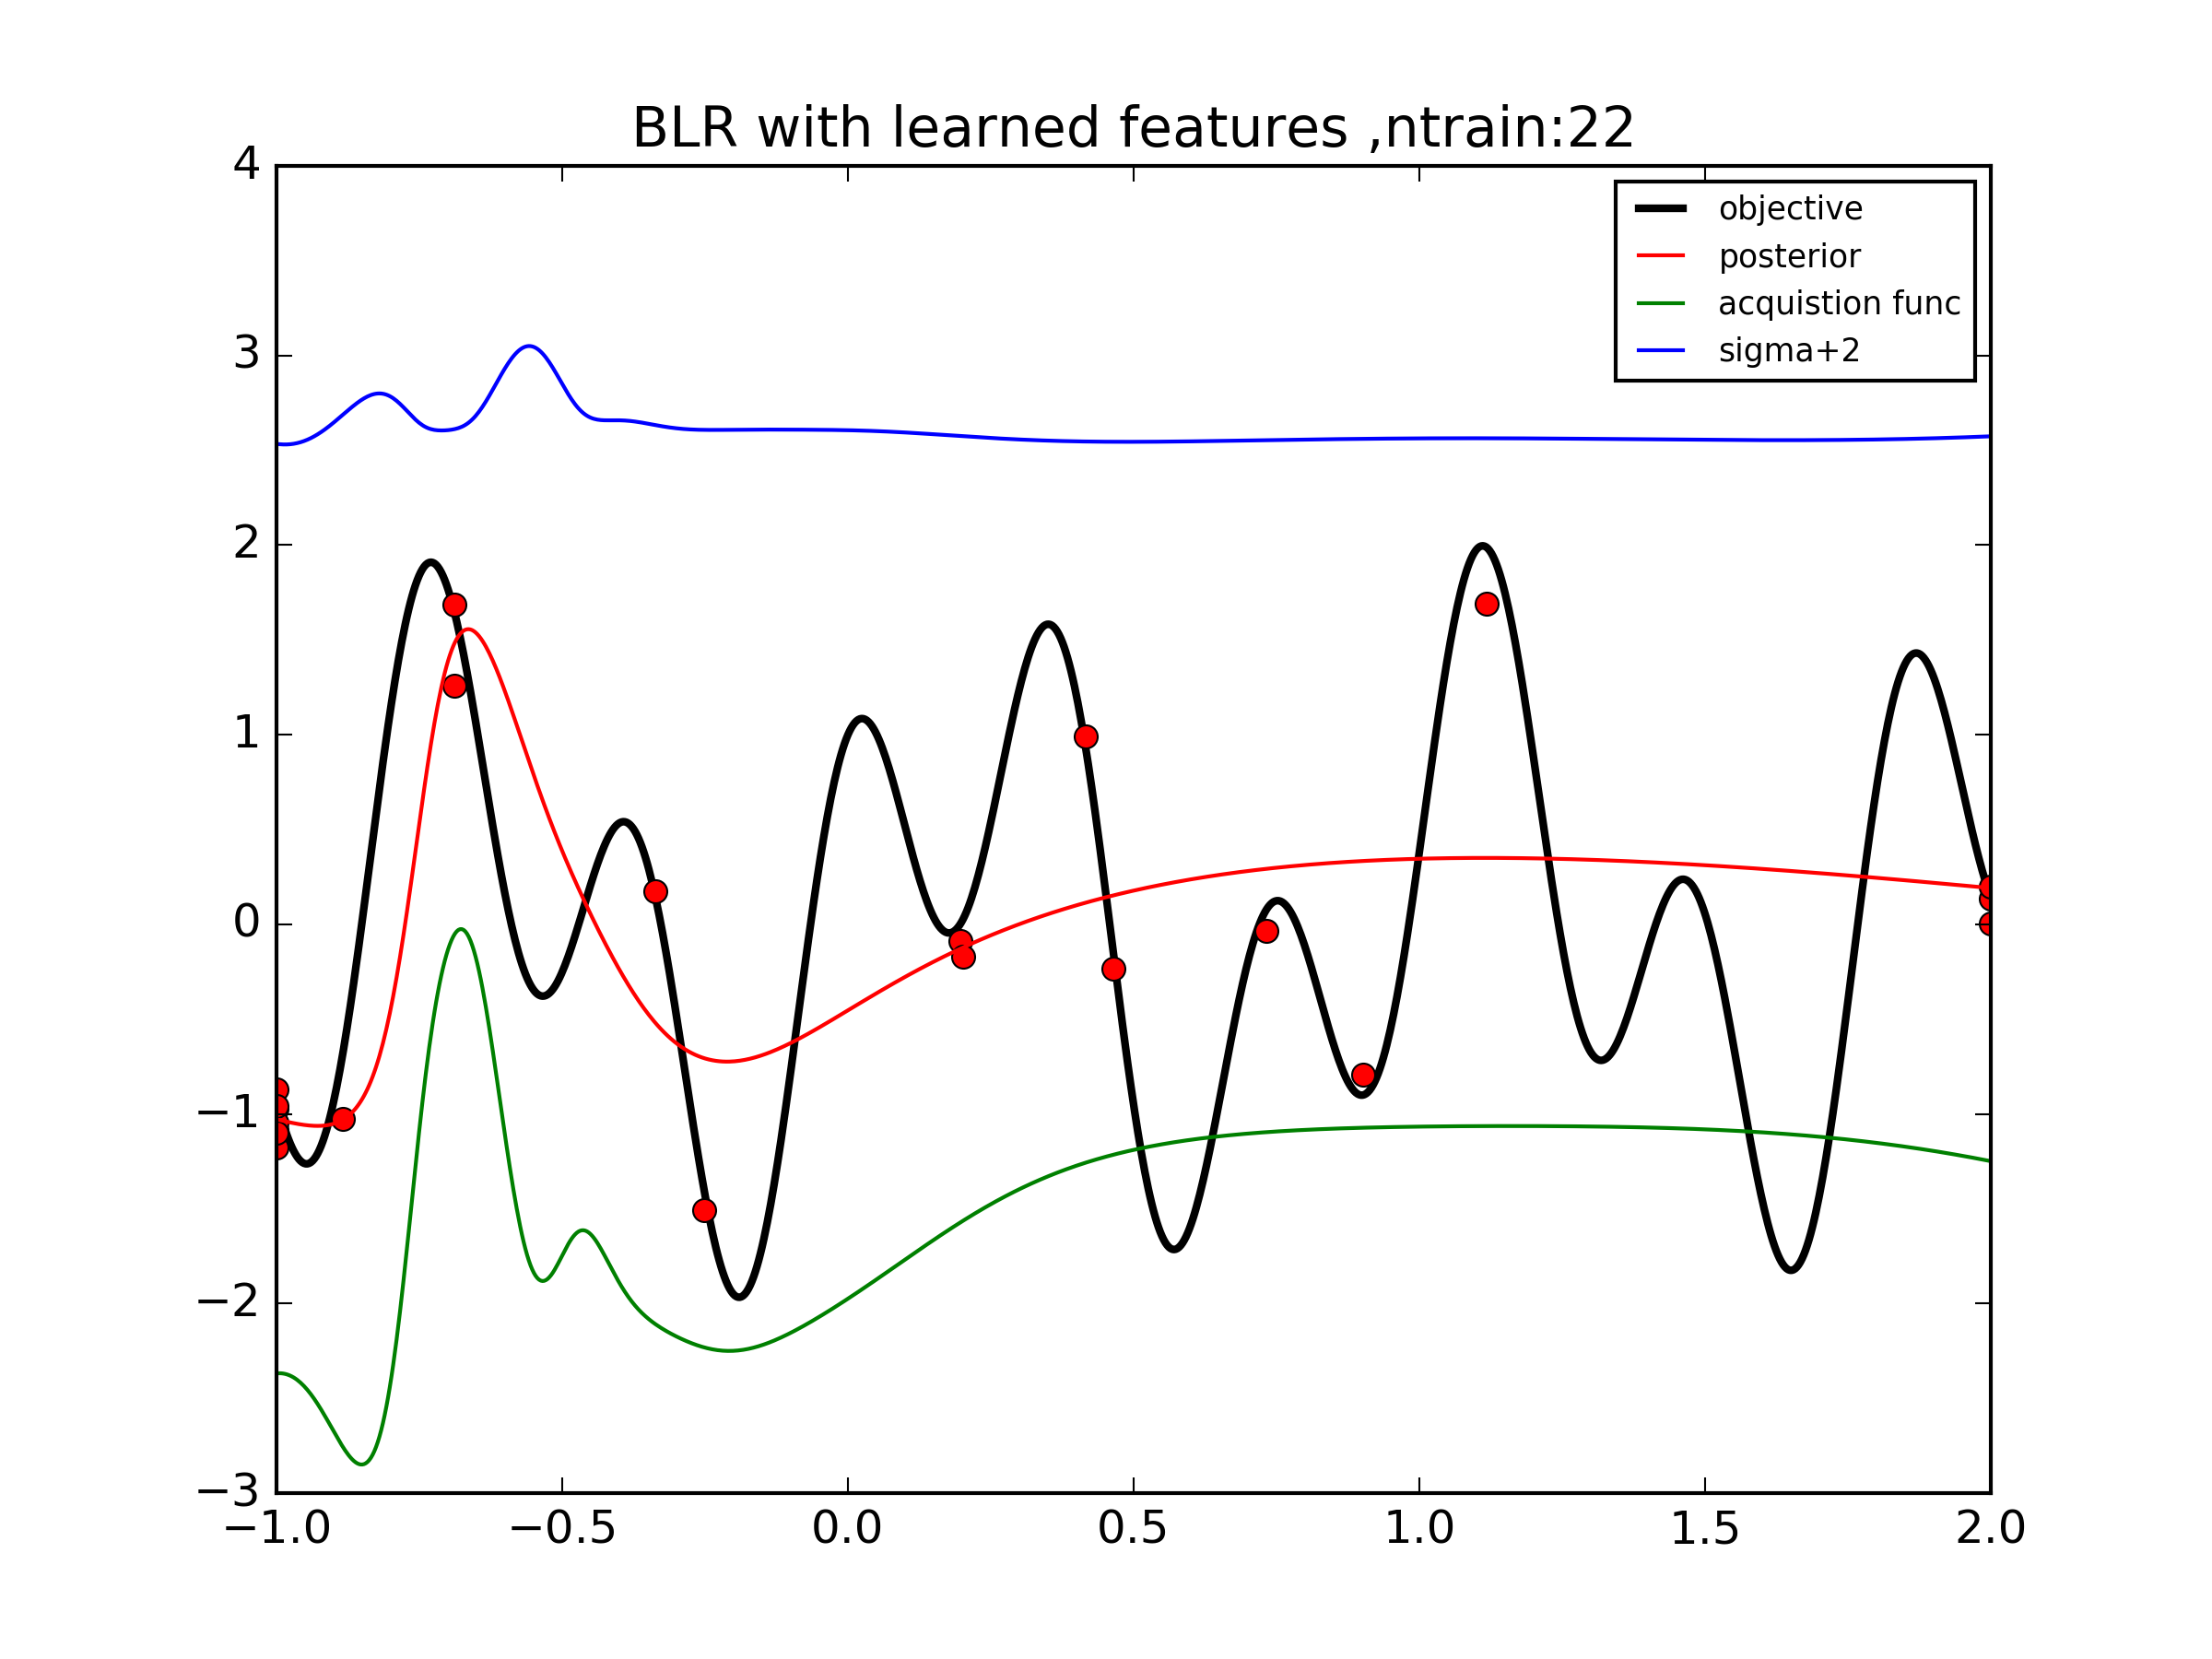 BLR with learned features ,ntrain:22
4
3
2
1
0
−1
−2
−3
objective
posterior
acquistion func
sigma+2
−1.0 −0.5 0.0 0.5 1.0 1.5 2.0